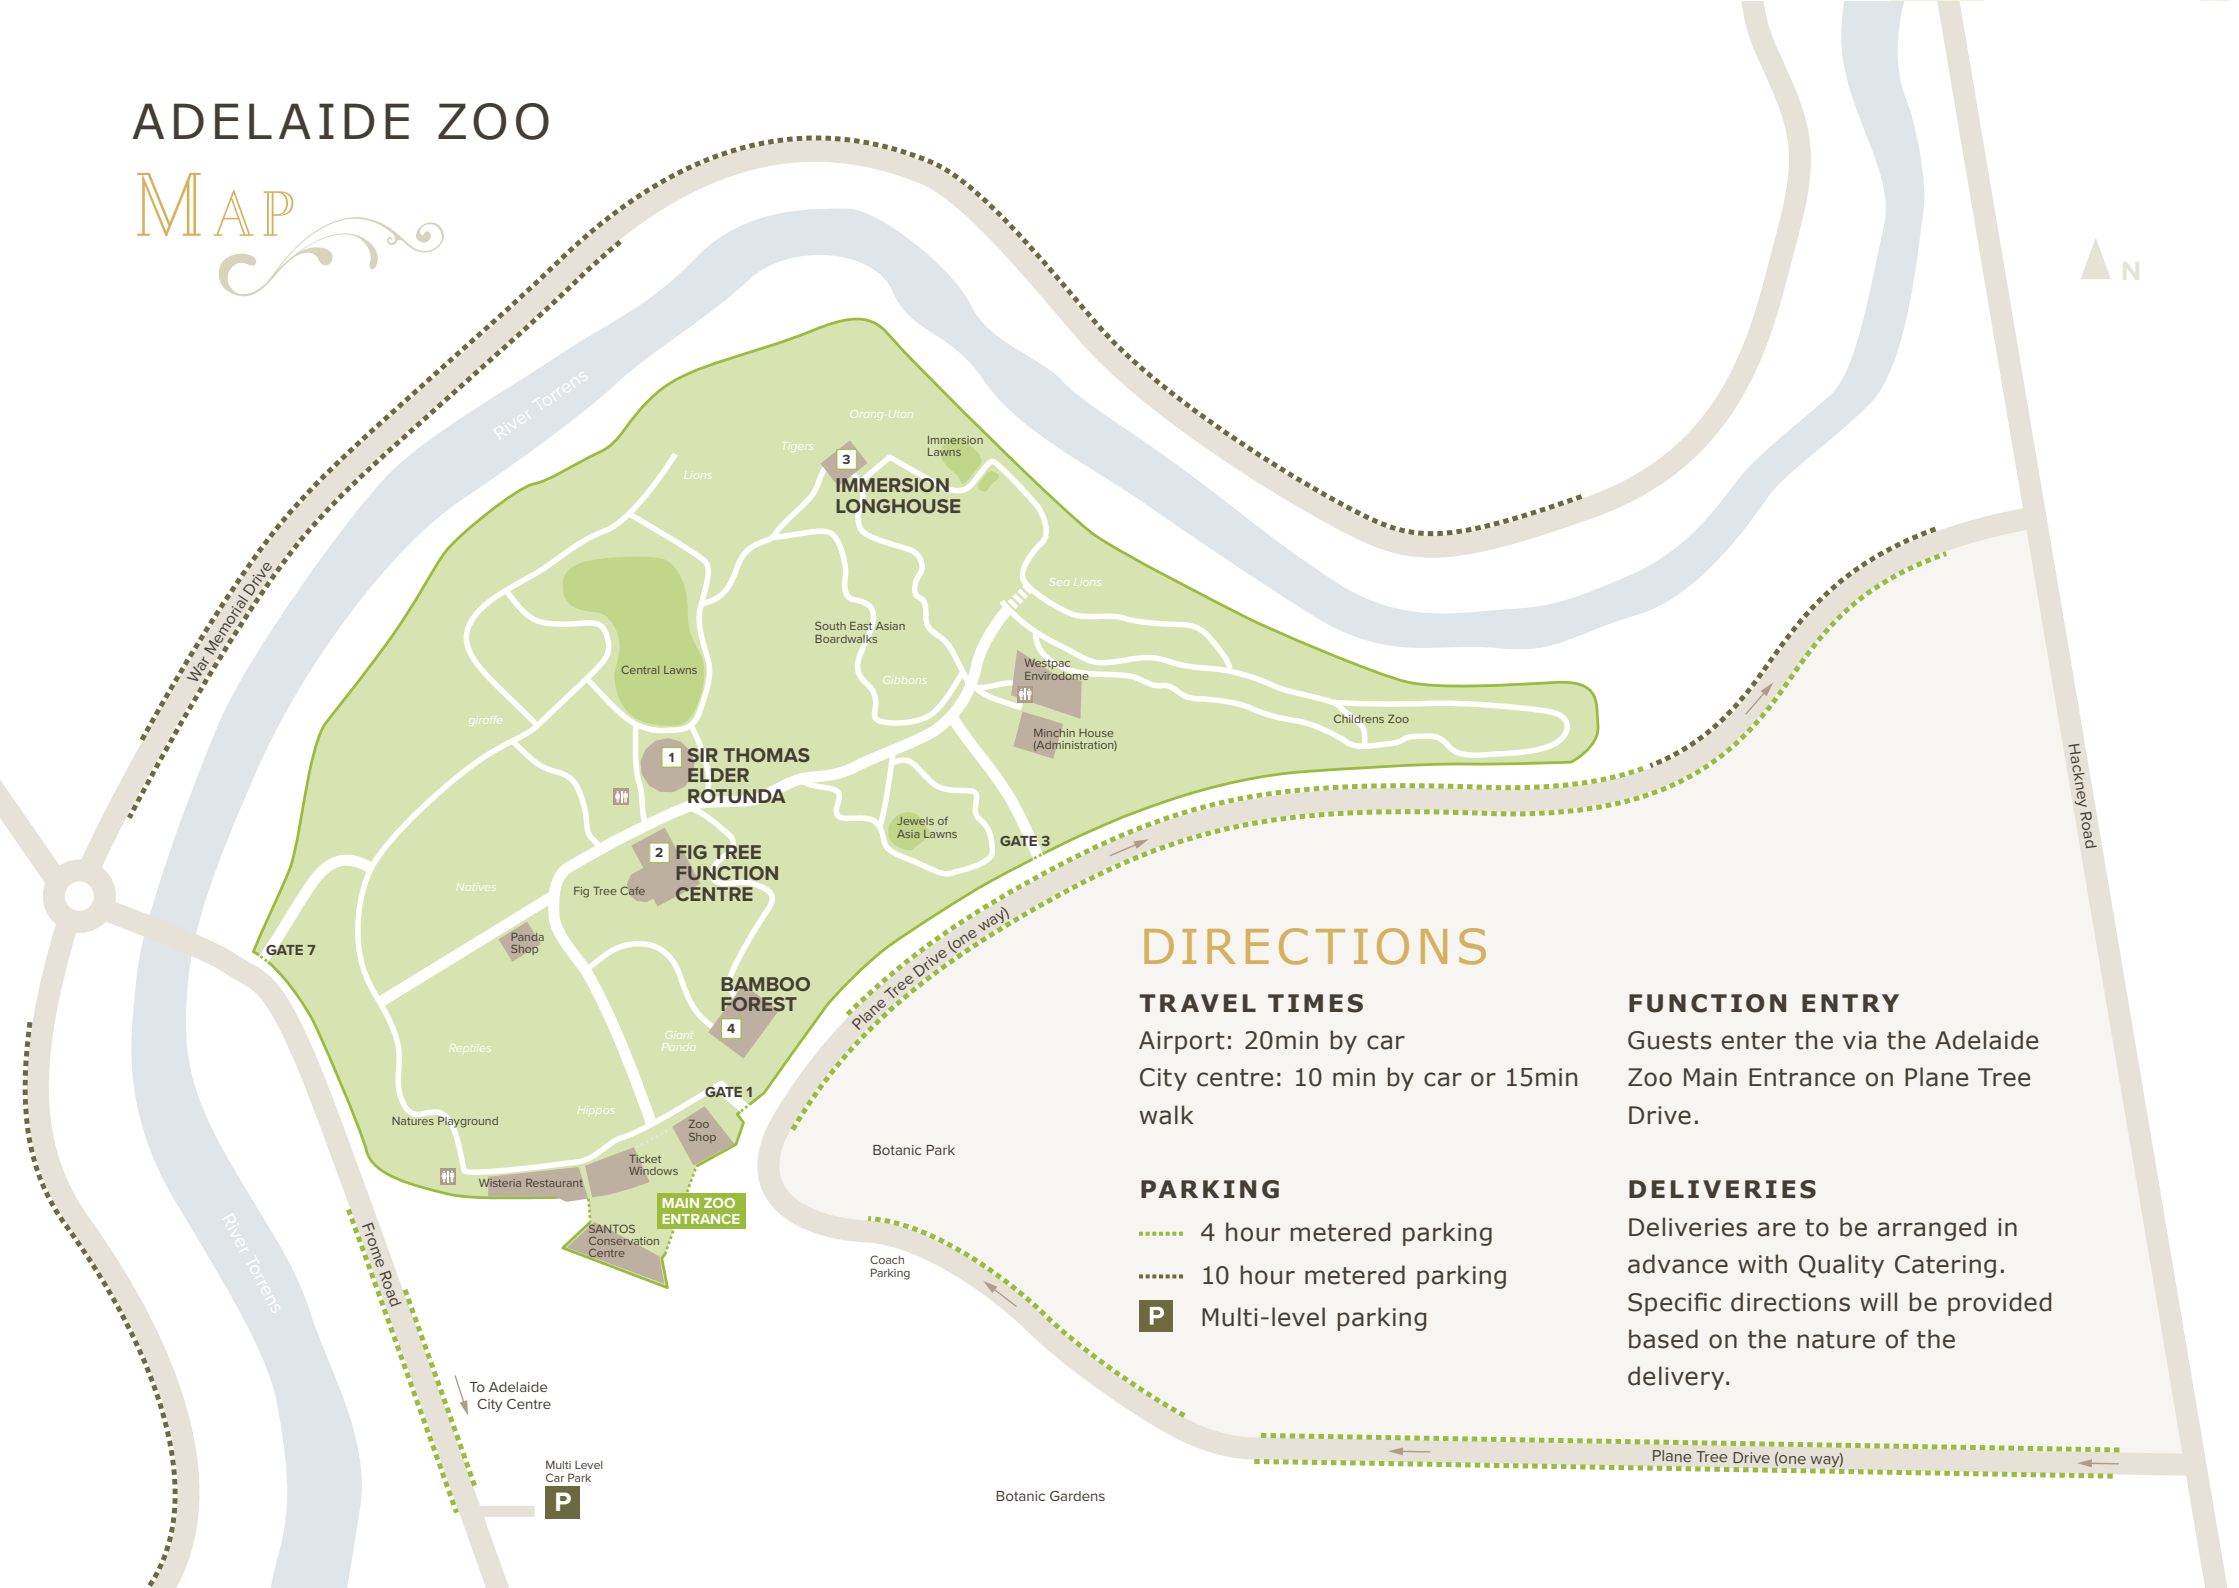 ADELAIDE ZOO
MAP
N
River Torrens
War Memorial Drive
Orang-Utan
Tigers
Lions
3
IMMERSION
LONGHOUSE
Immersion
Lawns
Sea Lions
South East Asian
Boardwalks
Central Lawns
Gibbons
Westpac
Envirodome
Minchin House
(Administration)
Childrens Zoo
giraffe
1
SIR THOMAS
ELDER
ROTUNDA
Jewels of
Asia Lawns
GATE 3
2
FIG TREE
FUNCTION
CENTRE
Fig Tree Cafe
Natives
Panda
Shop
GATE 7
BAMBOO
FOREST
4
Giant
Panda
Reptiles
GATE 1
Hippos
Natures Playground
Zoo
Shop
Ticket
Windows
Wisteria Restaurant
MAIN ZOO
ENTRANCE
SANTOS
Conservation
Centre
Plane Tree Drive (one way)
Hackney Road
River Torrens
Frome Road
To Adelaide
City Centre
Multi Level
Car Park
P
Botanic Park
Coach
Parking
Botanic Gardens
Plane Tree Drive (one way)
DIRECTIONS
TRAVEL TIMES
Airport: 20min by car
City centre: 10 min by car or 15min
walk
PARKING
4 hour metered parking
10 hour metered parking
P Multi-level parking
FUNCTION ENTRY
Guests enter the via the Adelaide
Zoo Main Entrance on Plane Tree
Drive.
DELIVERIES
Deliveries are to be arranged in
advance with Quality Catering.
Specific directions will be provided
based on the nature of the
delivery.